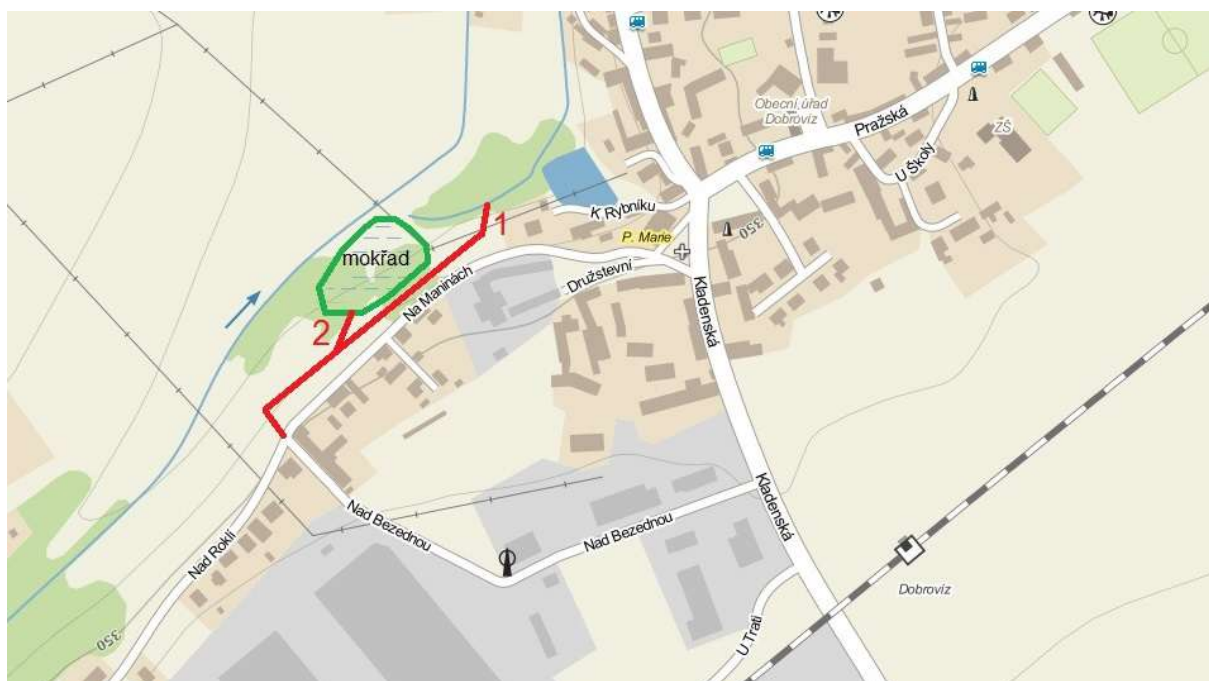 Obecní úřad
Dobrovíz
Pražská
ZŠ
U Školy
K Rybníku
1
P. Marie
350
mokřad
Na Maninách
Družstevní
2
Kladenská
Nad Bezednou
Nad Bezednou
Kladenská
Nad Roklí
Dobrovíz
U Trati
350